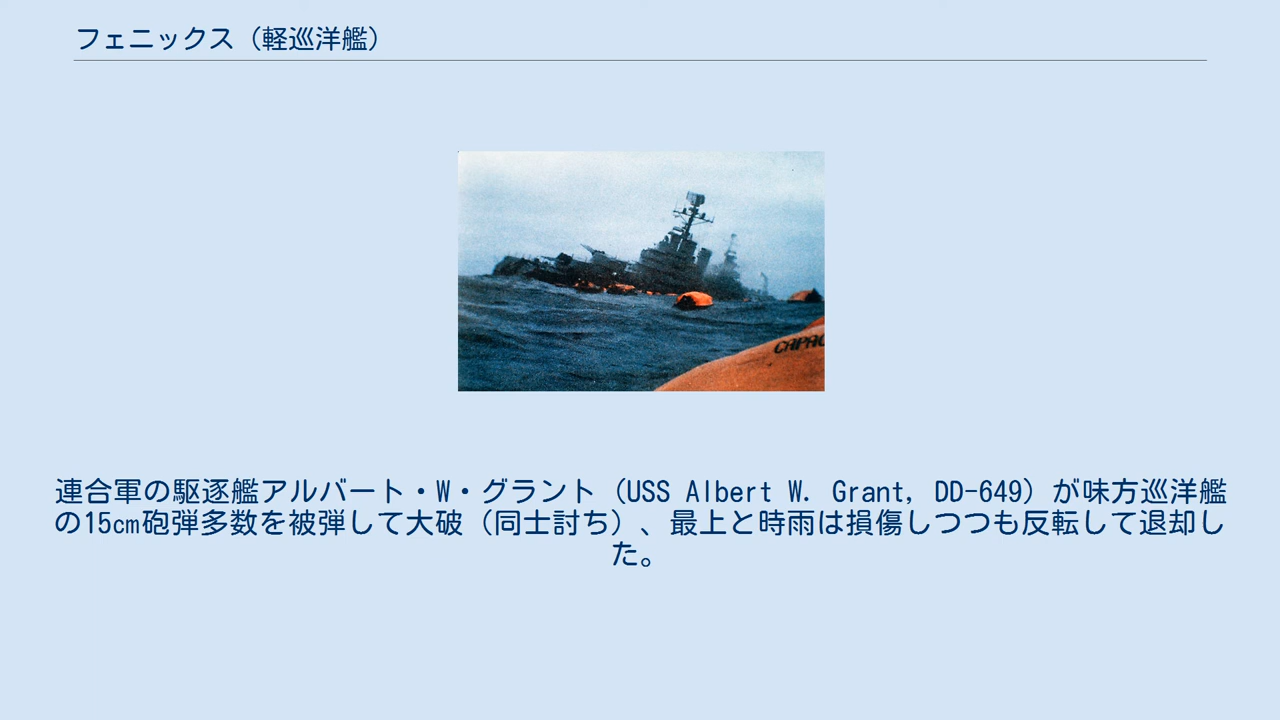 フェニックス（軽巡洋艦）
CAPAC
連合軍の駆逐艦アルバート・W・グラント（USS Albert W. Grant, DD-649）が味方巡洋艦
の15cm砲弾多数を被弾して大破（同士討ち）、最上と時雨は損傷しつつも反転して退却し
た。